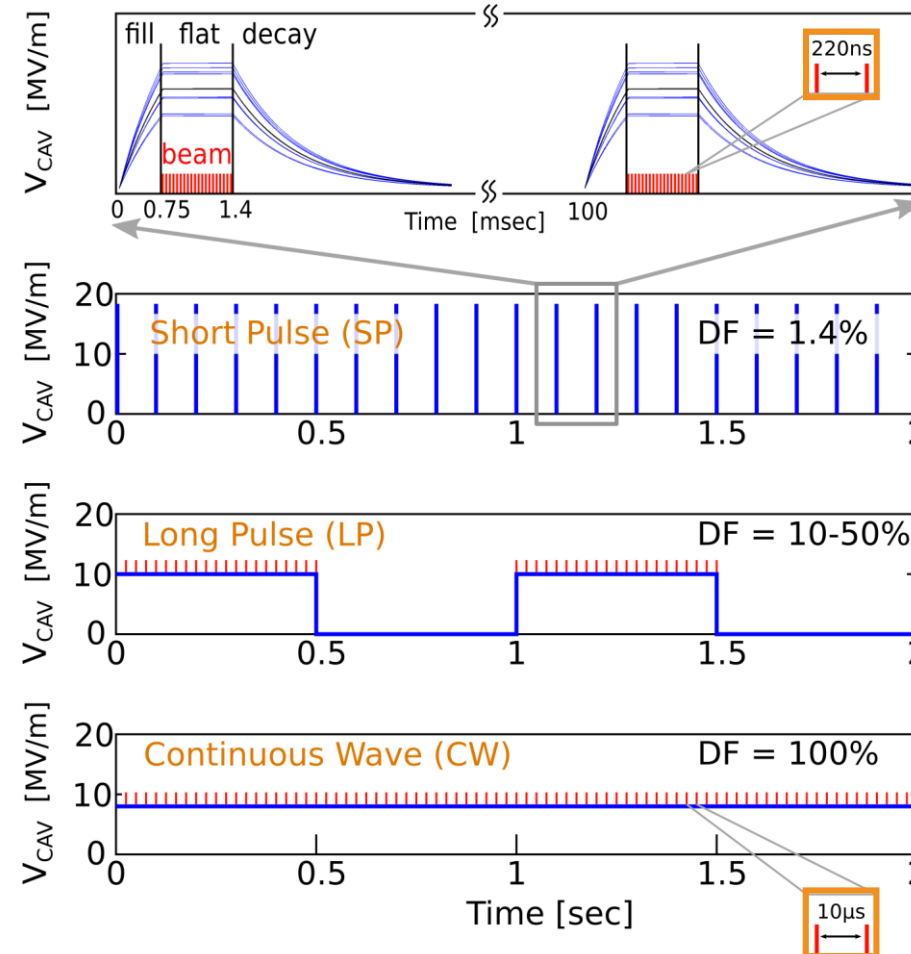 V_CAV [MV/m]
fill flat decay
220ns
beam
0 0.75 1.4 Time [msec] 100
V_CAV [MV/m]
20
Short Pulse (SP) DF = 1.4%
10
0
0 0.5 1 1.5
V_CAV [MV/m]
20
Long Pulse (LP) DF = 10-50%
10
0
0 0.5 1 1.5
V_CAV [MV/m]
20
Continuous Wave (CW) DF = 100%
10
0
0 0.5 1 1.5
Time [sec]
10µs